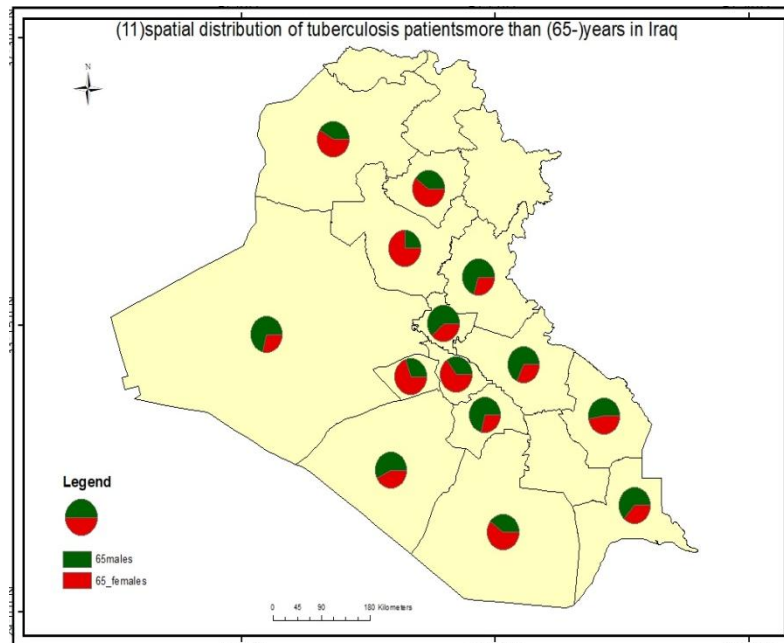 (11)spatial distribution of tuberculosis patientsmore than (65-)years in Iraq
N
Legend
65males
65_females
0 45 90 180 Kilometers